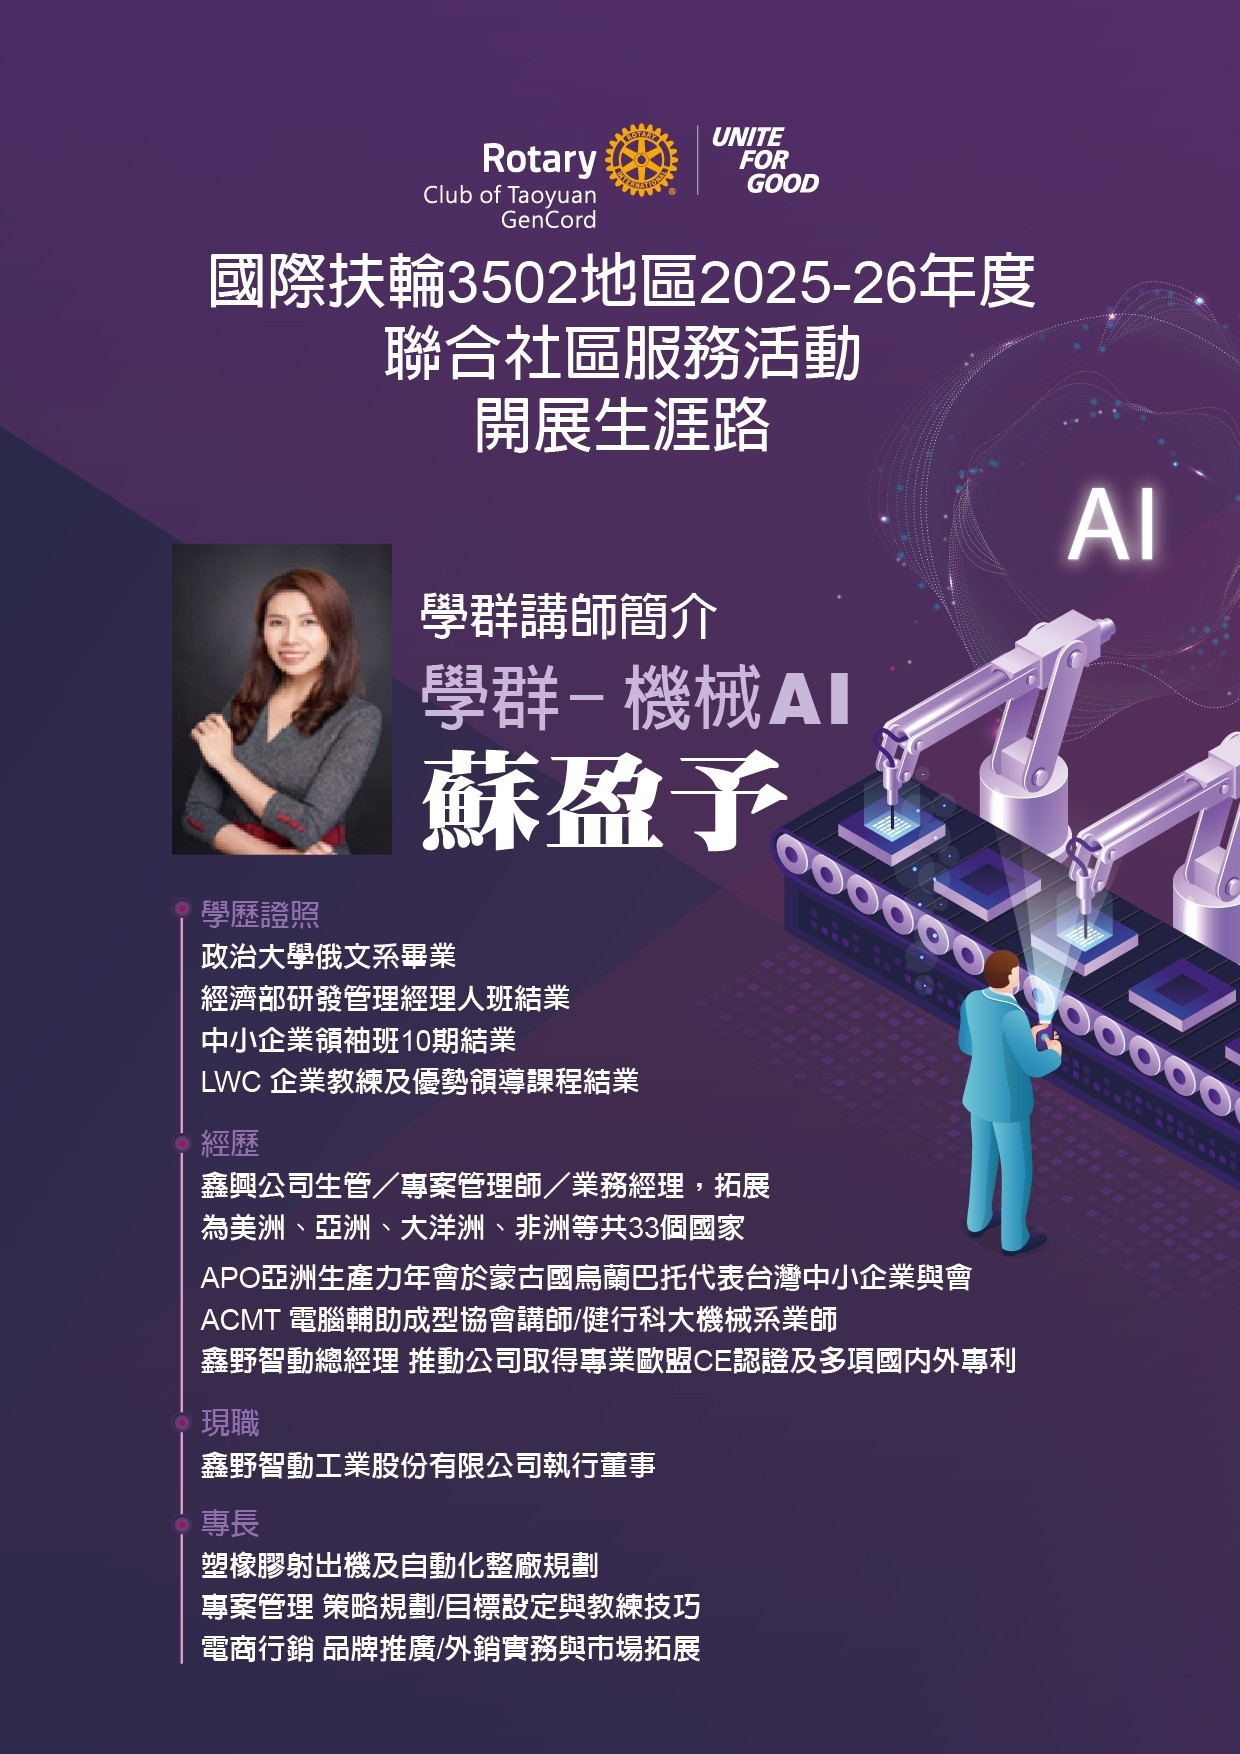 Rotary
Club of Taoyuan
GenCord
ROTARY
INTERNATIONAL
UNITE
FOR
GOOD
國際扶輪3502地區2025-26年度
聯合社區服務活動
開展生涯路
AI
學群講師簡介
學群– 機械AI
蘇盈予
學歷證照
政治大學俄文系畢業
經濟部研發管理經理人班結業
中小企業領袖班10期結業
LWC 企業教練及優勢領導課程結業
經歷
鑫興公司生管／專案管理師／業務經理，拓展
為美洲、亞洲、大洋洲、非洲等共33個國家
APO亞洲生產力年會於蒙古國烏蘭巴托代表台灣中小企業與會
ACMT 電腦輔助成型協會講師/健行科大機械系業師
鑫野智動總經理 推動公司取得專業歐盟CE認證及多項國內外專利
現職
鑫野智動工業股份有限公司執行董事
專長
塑橡膠射出機及自動化整廠規劃
專案管理 策略規劃/目標設定與教練技巧
電商行銷 品牌推廣/外銷實務與市場拓展